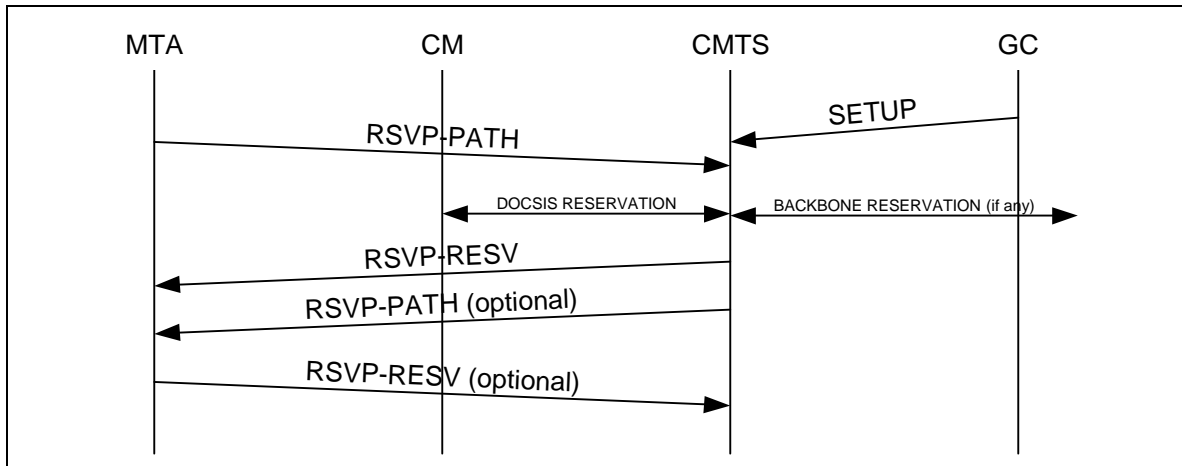 MTA
CM
CMTS
GC
SETUP
RSVP-PATH
DOCSIS RESERVATION
BACKBONE RESERVATION (if any)
RSVP-RESV
RSVP-PATH (optional)
RSVP-RESV (optional)